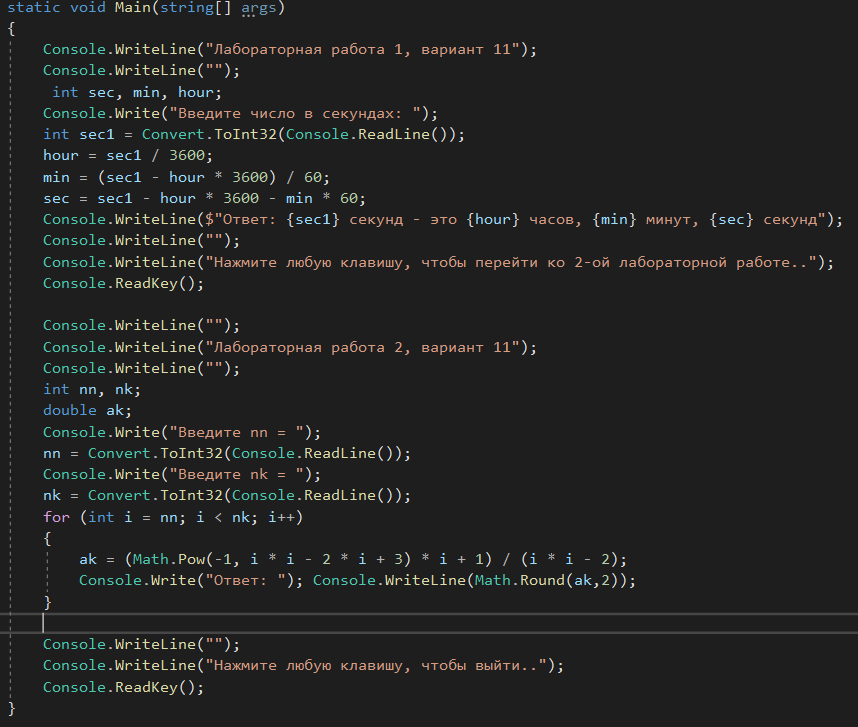 static void Main(string[] args)
{
Console.WriteLine("Лабораторная работа 1, вариант 11");
Console.WriteLine("");
int sec, min, hour;
Console.Write("Введите число в секундах: ");
int sec1 = Convert.ToInt32(Console.ReadLine());
hour = sec1 / 3600;
min = (sec1 - hour * 3600) / 60;
sec = sec1 - hour * 3600 - min * 60;
Console.WriteLine($"Ответ: {sec1} секунд - это {hour} часов, {min} минут, {sec} секунд");
Console.WriteLine("");
Console.WriteLine("Нажмите любую клавишу, чтобы перейти ко 2-ой лабораторной работе..");
Console.ReadKey();
Console.WriteLine("");
Console.WriteLine("Лабораторная работа 2, вариант 11");
Console.WriteLine("");
int nn, nk;
double ak;
Console.Write("Введите nn = ");
nn = Convert.ToInt32(Console.ReadLine());
Console.Write("Введите nk = ");
nk = Convert.ToInt32(Console.ReadLine());
for (int i = nn; i < nk; i++)
{
ak = (Math.Pow(-1, i * i - 2 * i + 3) * i + 1) / (i * i - 2);
Console.Write("Ответ: "); Console.WriteLine(Math.Round(ak,2));
}
Console.WriteLine("");
Console.WriteLine("Нажмите любую клавишу, чтобы выйти..");
Console.ReadKey();
}